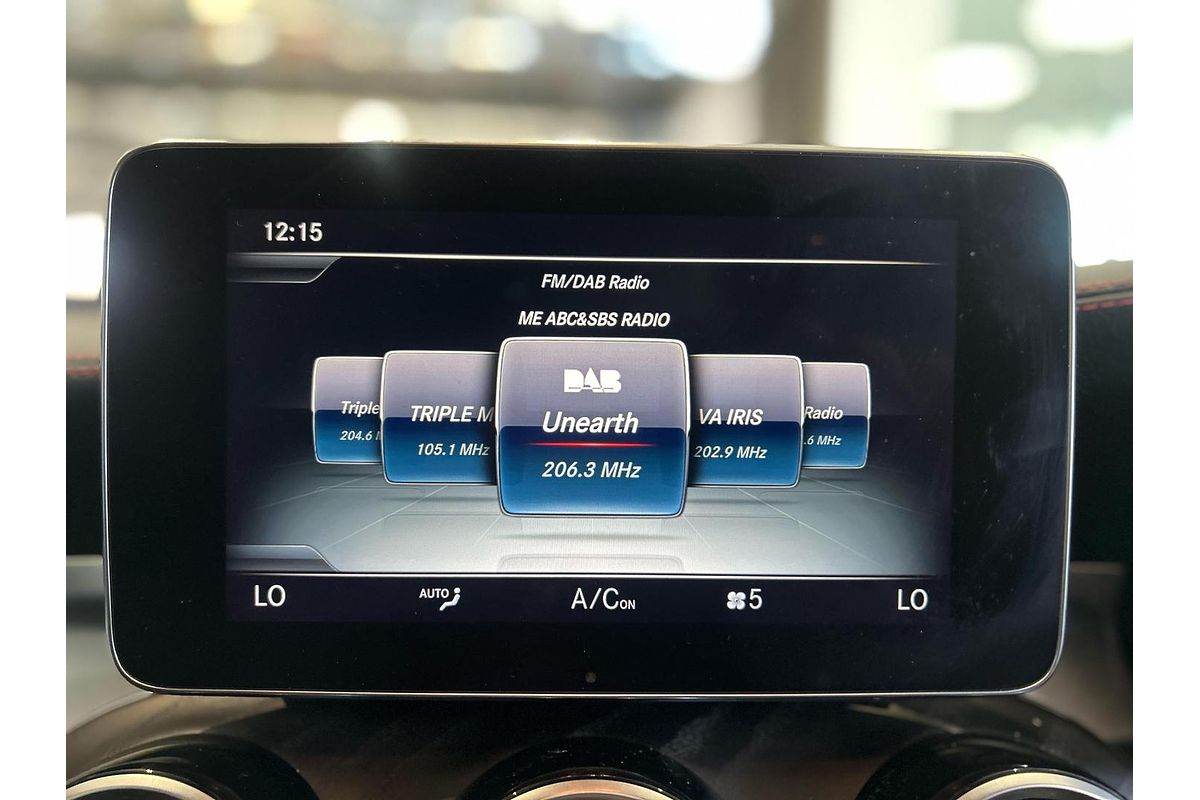 12:15
FM/DAB Radio
ME ABC&SBS RADIO
Triple
204.6
TRIPLE M
105.1 MHz
DAB
Unearth
206.3 MHz
VA IRIS
202.9 MHz
Radio
.6 MHz
LO
AUTO
A/C ON
5
LO